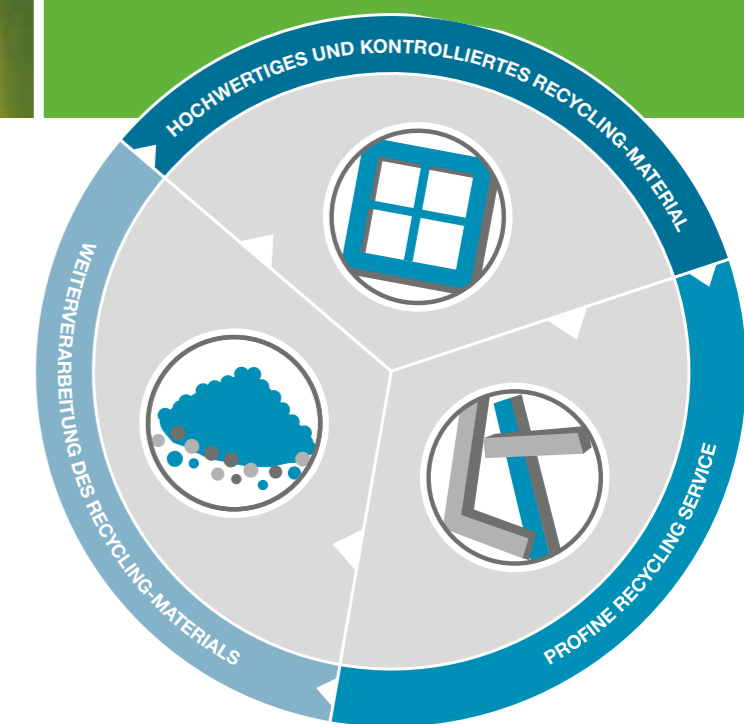 HOCHWERTIGES UND KONTROLLIERTES RECYCLING-MATERIAL
PROFINE RECYCLING SERVICE
WEITERVERARBEITUNG DES RECYCLING-MATERIALS